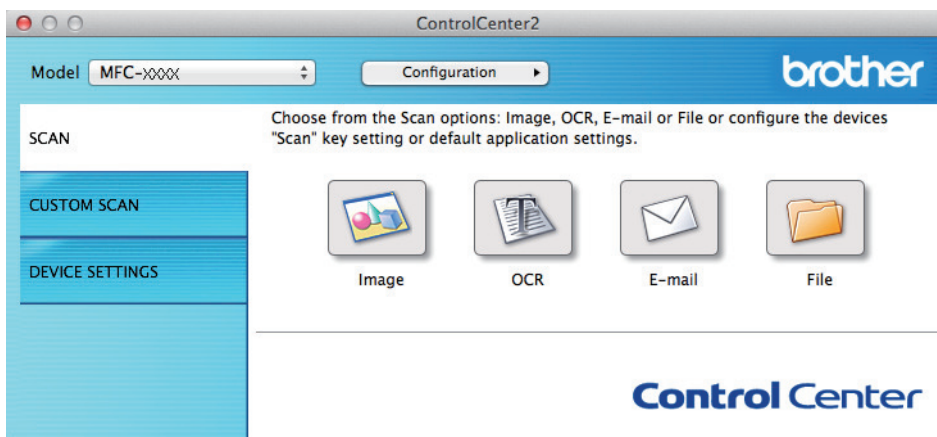 ControlCenter2
Model MFC-XXXX Configuration
brother
SCAN
Choose from the Scan options: Image, OCR, E-mail or File or configure the devices
"Scan" key setting or default application settings.
CUSTOM SCAN
DEVICE SETTINGS
T
Image OCR E-mail File
Control Center